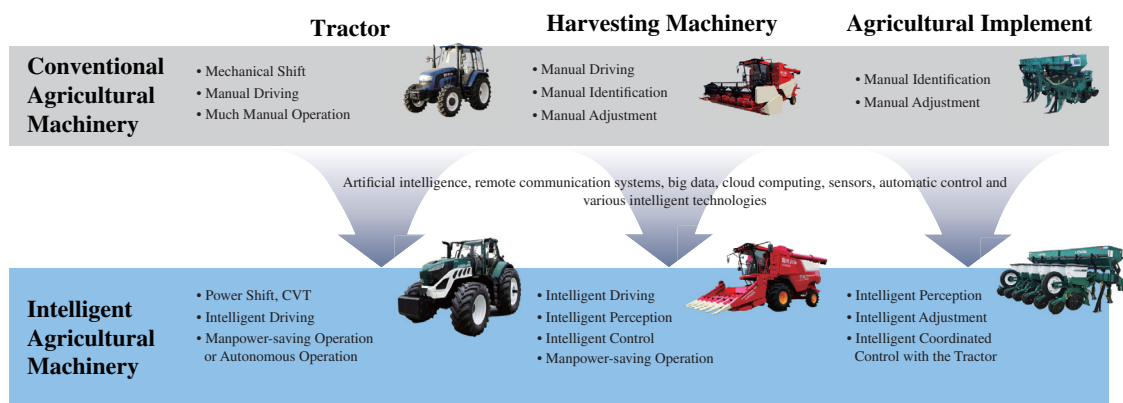 Tractor
Harvesting Machinery
Agricultural Implement
Conventional
Agricultural
Machinery
• Mechanical Shift
• Manual Driving
• Much Manual Operation
• Manual Driving
• Manual Identification
• Manual Adjustment
• Manual Identification
• Manual Adjustment
Artificial intelligence, remote communication systems, big data, cloud computing, sensors, automatic control and
various intelligent technologies
Intelligent
Agricultural
Machinery
• Power Shift, CVT
• Intelligent Driving
• Manpower-saving Operation
or Autonomous Operation
• Intelligent Driving
• Intelligent Perception
• Intelligent Control
• Manpower-saving Operation
• Intelligent Perception
• Intelligent Adjustment
• Intelligent Coordinated
Control with the Tractor